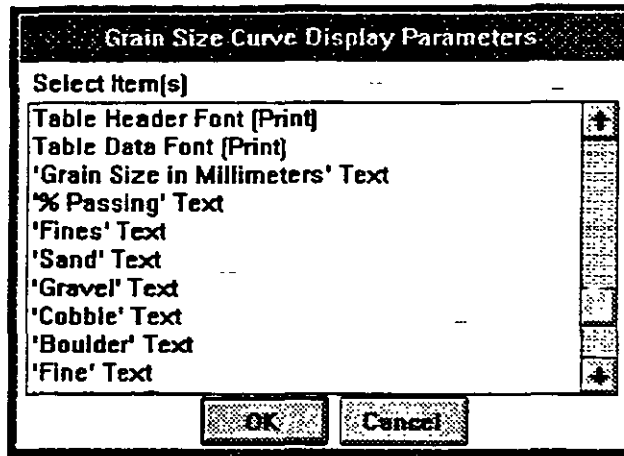 Grain Size Curve Display Parameters
Select Item(s)
Table Header Font (Print)
Table Data Font (Print)
'Grain Size in Millimeters' Text
'% Passing' Text
'Fines' Text
'Sand' Text
'Gravel' Text
'Cobble' Text
'Boulder' Text
'Fine' Text
OK Cancel